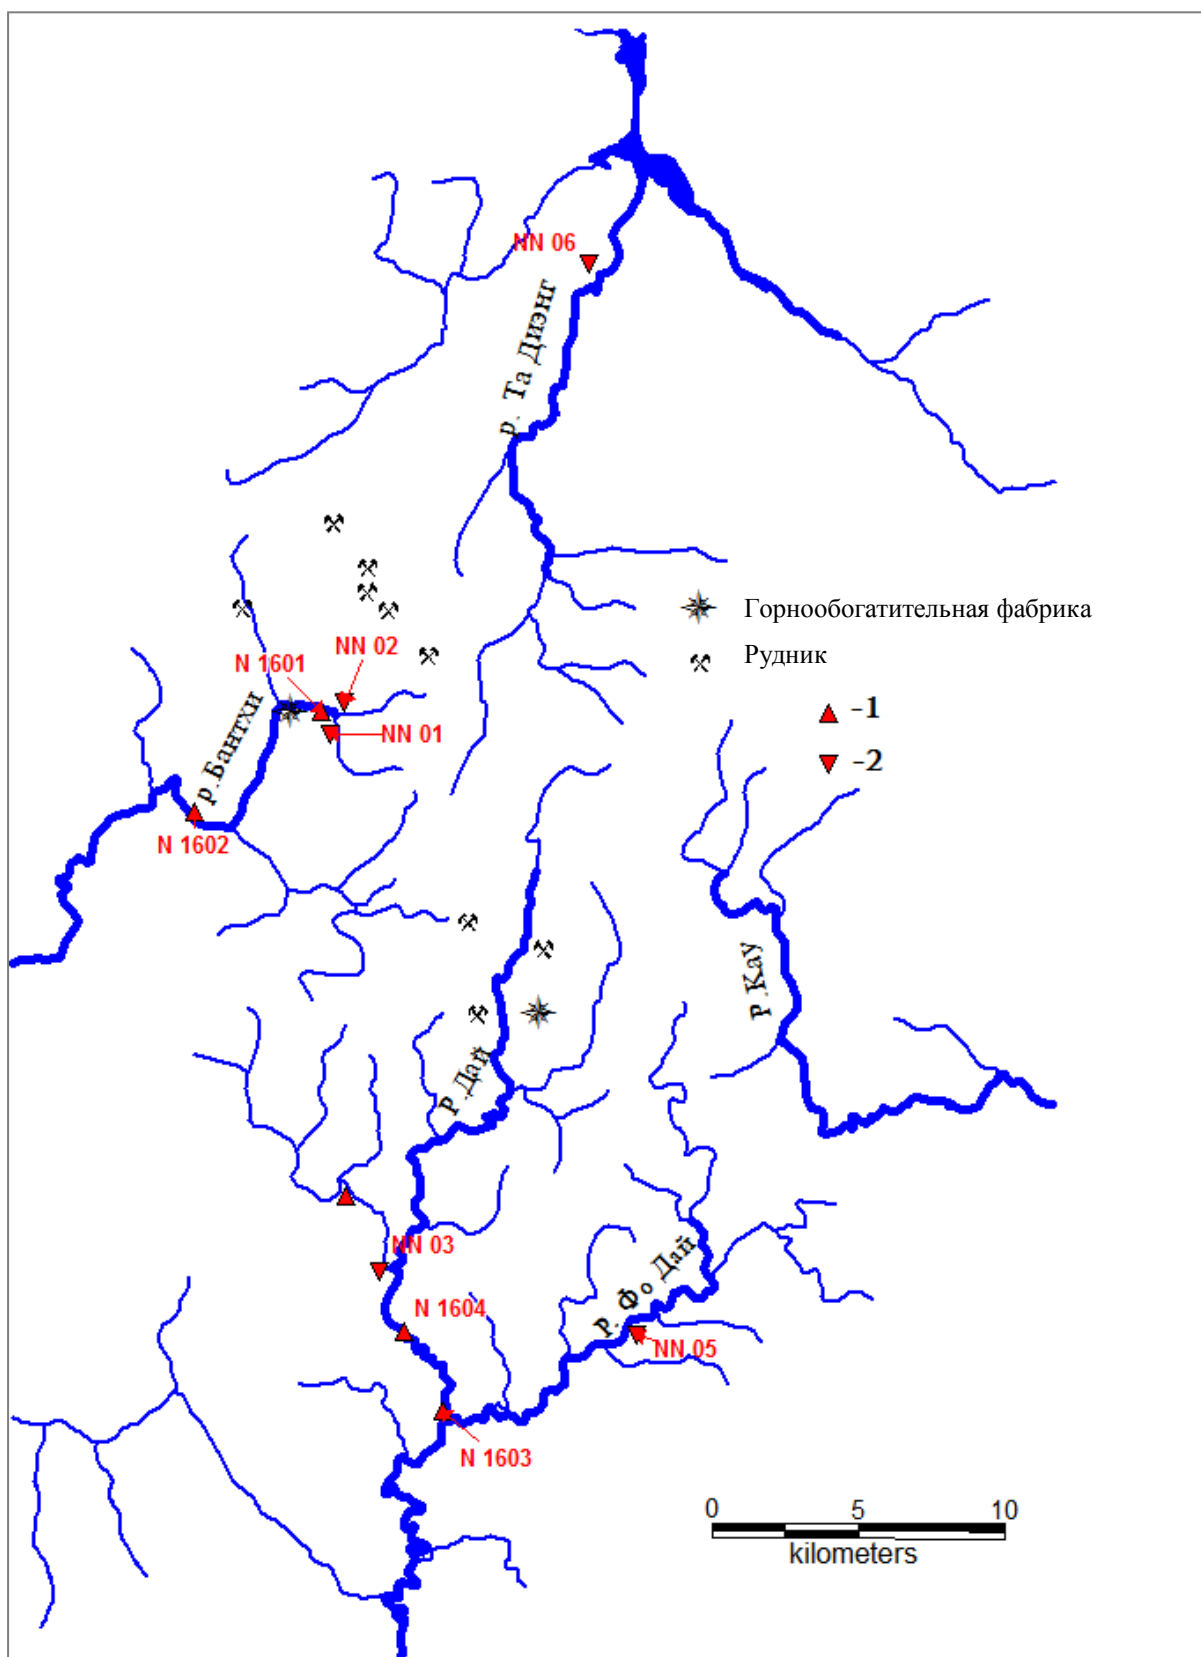 NN 06
р. Та Диэнг
Горнообогатительная фабрика
Рудник
NN 02
N 1601
-1
р.Бантхи
NN 01
-2
N 1602
Р.Кау
Р.Дай
NN 03
Р. Фо Дай
N 1604
NN 05
N 1603
0 5 10
kilometers